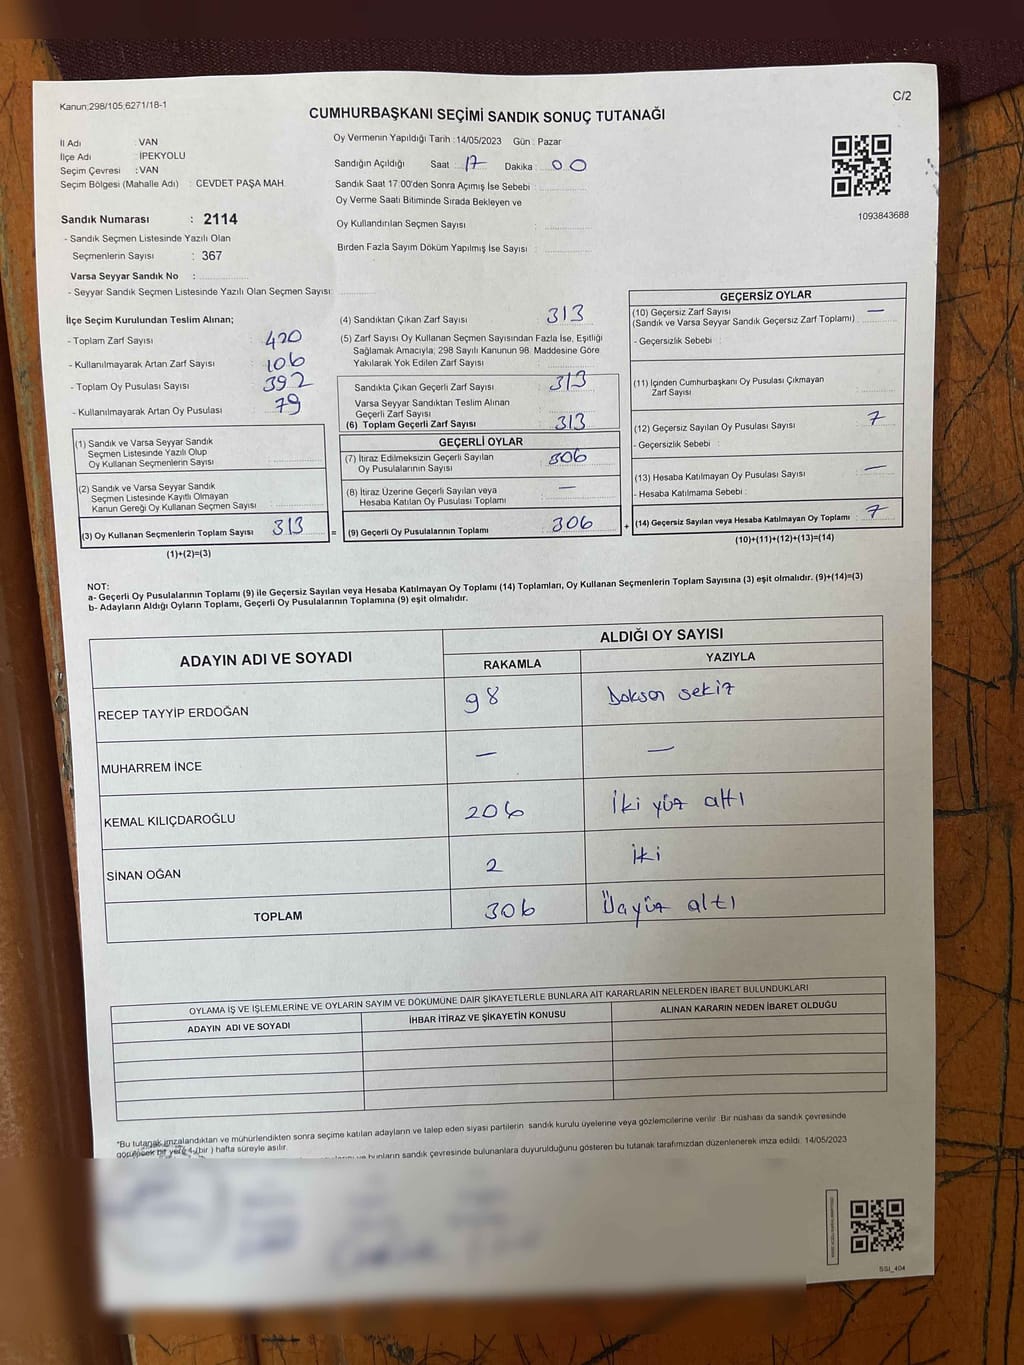 Kanun;298/105;6271/18-1
C/2
CUMHURBAŞKANI SEÇİMİ SANDIK SONUÇ TUTANAĞI
İl Adı : VAN
İlçe Adı : İPEKYOLU
Seçim Çevresi : VAN
Seçim Bölgesi (Mahalle Adı) : CEVDET PAŞA MAH.
Oy Vermenin Yapıldığı Tarih :14/05/2023 Gün : Pazar
Sandığın Açıldığı Saat : 17 Dakika : 00
Sandık Saat 17:00'den Sonra Açımış İse Sebebi :
Oy Verme Saati Bitiminde Sırada Bekleyen ve
Oy Kullandırılan Seçmen Sayısı :
Birden Fazla Sayım Döküm Yapılmış İse Sayısı :
1093843688
Sandık Numarası : 2114
- Sandık Seçmen Listesinde Yazılı Olan
Seçmenlerin Sayısı : 367
Varsa Seyyar Sandık No :
- Seyyar Sandık Seçmen Listesinde Yazılı Olan Seçmen Sayısı:
İlçe Seçim Kurulundan Teslim Alınan;
- Toplam Zarf Sayısı : 420
- Kullanılmayarak Artan Zarf Sayısı : 106
- Toplam Oy Pusulası Sayısı : 392
- Kullanılmayarak Artan Oy Pusulası : 79
(1) Sandık ve Varsa Seyyar Sandık
Seçmen Listesinde Yazılı Olup
Oy Kullanan Seçmenlerin Sayısı :
(2) Sandık ve Varsa Seyyar Sandık
Seçmen Listesinde Kayıtlı Olmayan
Kanun Gereği Oy Kullanan Seçmen Sayısı :
(3) Oy Kullanan Seçmenlerin Toplam Sayısı : 313
(1)+(2)=(3)
=
(4) Sandıktan Çıkan Zarf Sayısı : 313
(5) Zarf Sayısı Oy Kullanan Seçmen Sayısından Fazla İse, Eşitliği
Sağlamak Amacıyla; 298 Sayılı Kanunun 98. Maddesine Göre
Yakılarak Yok Edilen Zarf Sayısı :
Sandıkta Çıkan Geçerli Zarf Sayısı : 313
Varsa Seyyar Sandıktan Teslim Alınan
Geçerli Zarf Sayısı :
(6) Toplam Geçerli Zarf Sayısı : 313
GEÇERLİ OYLAR
(7) İtiraz Edilmeksizin Geçerli Sayılan
Oy Pusulalarının Sayısı : 306
(8) İtiraz Üzerine Geçerli Sayılan veya
Hesaba Katılan Oy Pusulası Toplamı : —
(9) Geçerli Oy Pusulalarının Toplamı : 306
+
GEÇERSİZ OYLAR
(10) Geçersiz Zarf Sayısı : —
(Sandık ve Varsa Seyyar Sandık Geçersiz Zarf Toplamı)
- Geçersizlik Sebebi :
(11) İçinden Cumhurbaşkanı Oy Pusulası Çıkmayan
Zarf Sayısı :
(12) Geçersiz Sayılan Oy Pusulası Sayısı : 7
- Geçersizlik Sebebi :
(13) Hesaba Katılmayan Oy Pusulası Sayısı : —
- Hesaba Katılmama Sebebi :
(14) Geçersiz Sayılan veya Hesaba Katılmayan Oy Toplamı : 7
(10)+(11)+(12)+(13)=(14)
NOT:
a- Geçerli Oy Pusulalarının Toplamı (9) ile Geçersiz Sayılan veya Hesaba Katılmayan Oy Toplamı (14) Toplamları, Oy Kullanan Seçmenlerin Toplam Sayısına (3) eşit olmalıdır. (9)+(14)=(3)
b- Adayların Aldığı Oyların Toplamı, Geçerli Oy Pusulalarının Toplamına (9) eşit olmalıdır.
ADAYIN ADI VE SOYADI
ALDIĞI OY SAYISI
RAKAMLA YAZIYLA
RECEP TAYYİP ERDOĞAN 98 Doksan sekiz
MUHARREM İNCE — —
KEMAL KILIÇDAROĞLU 206 İki yüz altı
SİNAN OĞAN 2 iki
TOPLAM 306 Üçyüz altı
OYLAMA İŞ VE İŞLEMLERİNE VE OYLARIN SAYIM VE DÖKÜMÜNE DAİR ŞİKAYETLERLE BUNLARA AİT KARARLARIN NELERDEN İBARET BULUNDUKLARI
ADAYIN ADI VE SOYADI İHBAR İTİRAZ VE ŞİKAYETİN KONUSU ALINAN KARARIN NEDEN İBARET OLDUĞU
*Bu tutanak imzalandıktan ve mühürlendikten sonra seçime katılan adayların ve talep eden siyasi partilerin sandık kurulu üyelerine veya gözlemcilerine verilir. Bir nüshası da sandık çevresinde
görülecek bir yere 1 (bir ) hafta süreyle asılır.
ve bunların sandık çevresinde bulunanlara duyurulduğunu gösteren bu tutanak tarafımızdan düzenlenerek imza edildi. 14/05/2023
SSI_404